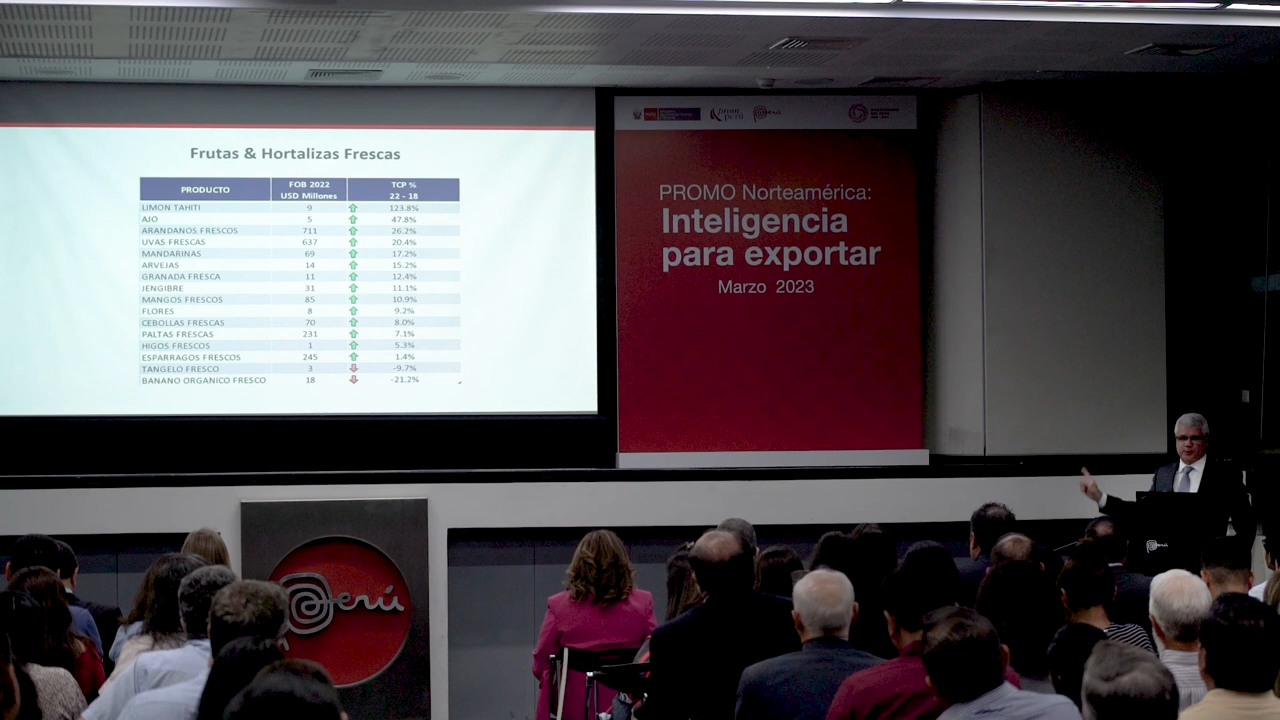 Frutas & Hortalizas Frescas
PRODUCTO FOB 2022 USD Millones TCP % 22 - 18
LIMON TAHITI 9 123.8%
AJO 5 47.8%
ARANDANOS FRESCOS 711 26.2%
UVAS FRESCAS 637 20.4%
MANDARINAS 69 17.2%
ARVEJAS 14 15.2%
GRANADA FRESCA 11 12.4%
JENGIBRE 31 11.1%
MANGOS FRESCOS 85 10.9%
FLORES 8 9.2%
CEBOLLAS FRESCAS 70 8.0%
PALTAS FRESCAS 231 7.1%
HIGOS FRESCOS 1 5.3%
ESPARRAGOS FRESCOS 245 1.4%
TANGELO FRESCO 3 -9.7%
BANANO ORGANICO FRESCO 18 -21.2%
PROMO Norteamérica:
Inteligencia
para exportar
Marzo 2023
Perú